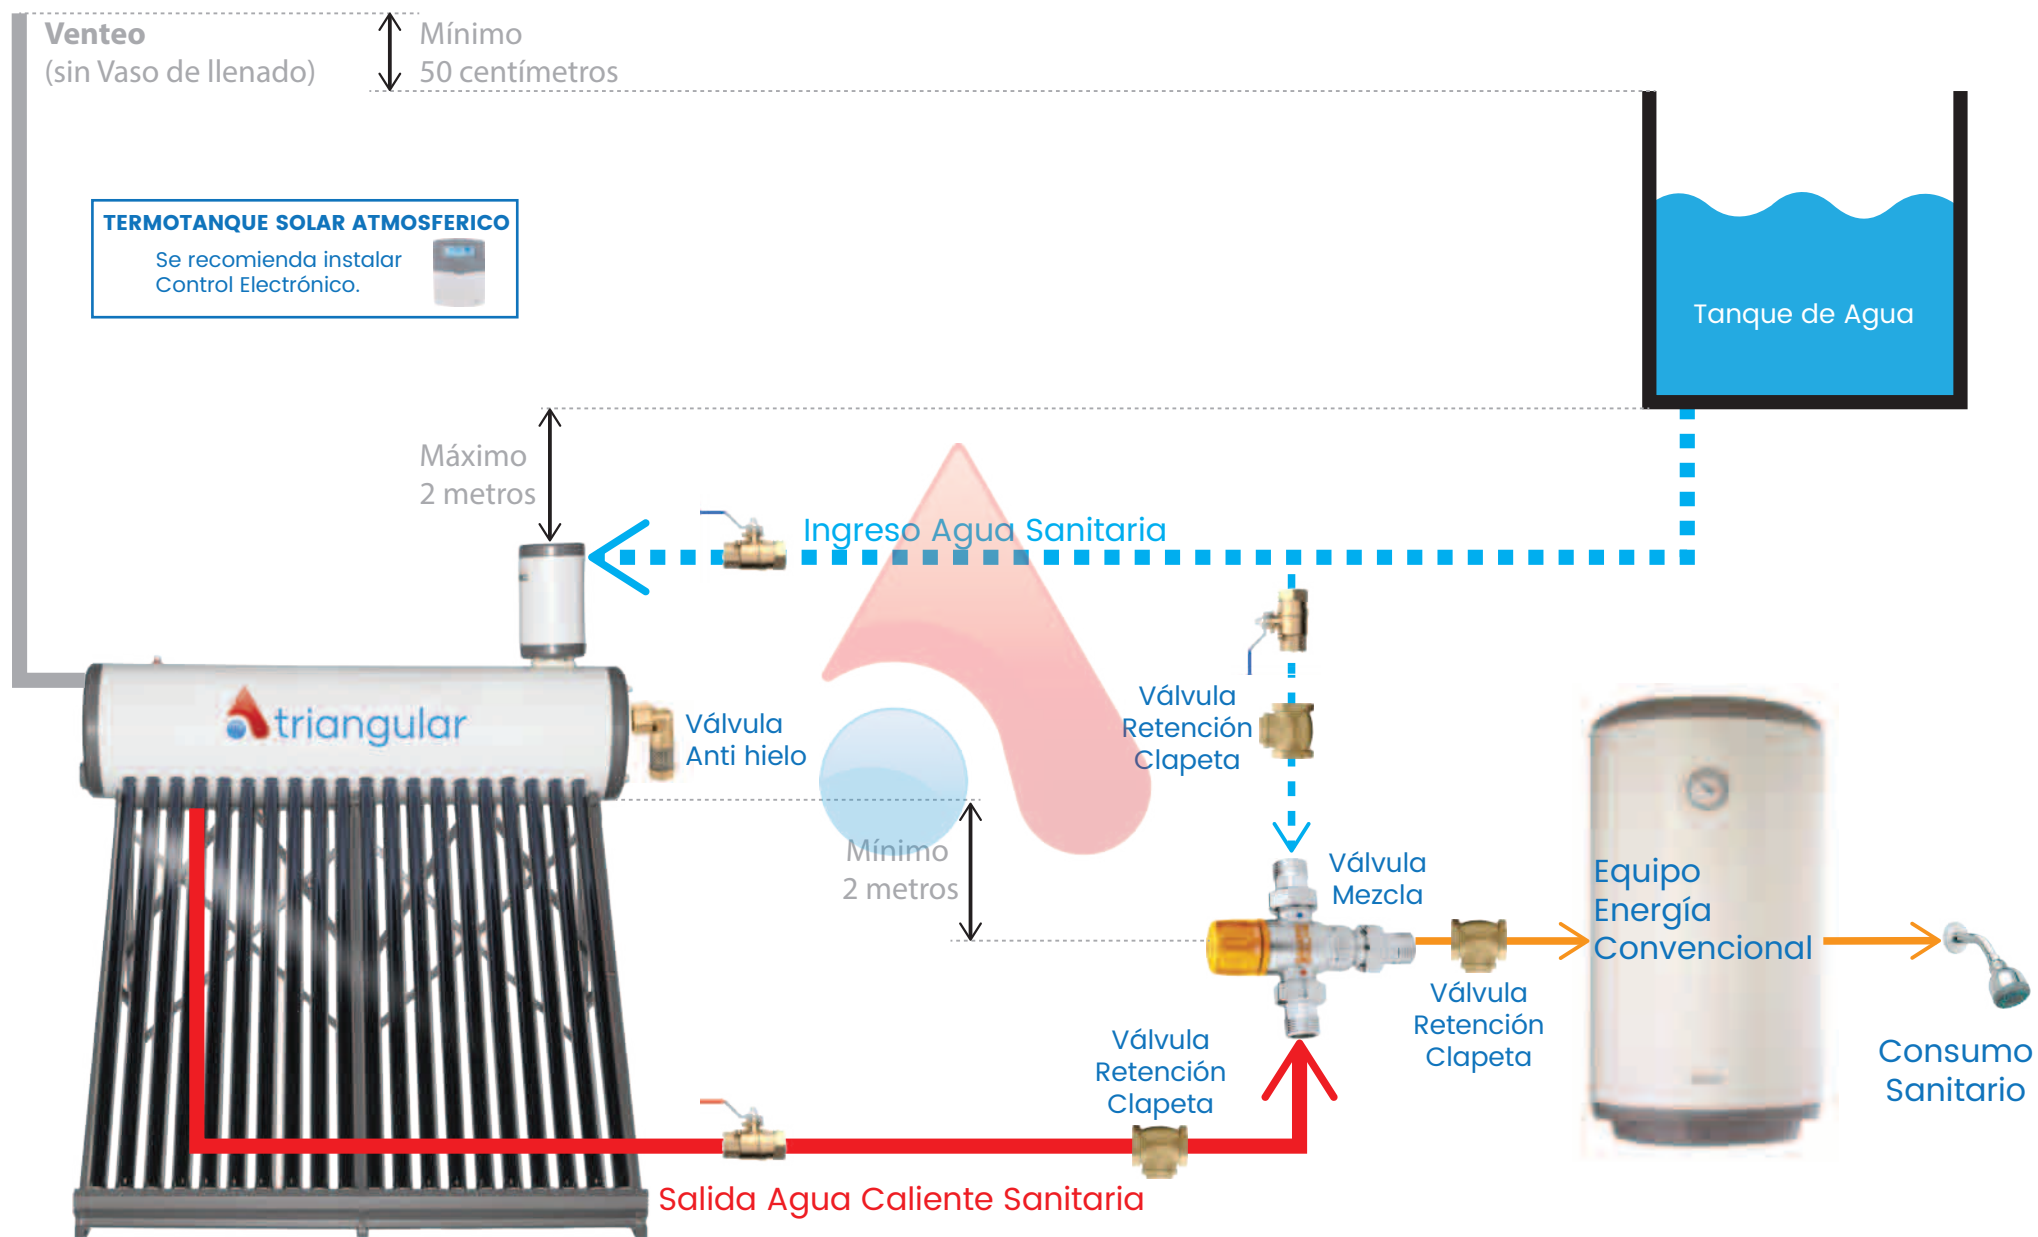 Venteo
(sin Vaso de llenado)
Mínimo
50 centímetros
TERMOTANQUE SOLAR ATMOSFERICO
Se recomienda instalar
Control Electrónico.
Tanque de Agua
Máximo
2 metros
Ingreso Agua Sanitaria
triangular
Válvula
Anti hielo
Válvula
Retención
Clapeta
Mínimo
2 metros
Válvula
Mezcla
Equipo
Energía
Convencional
Válvula
Retención
Clapeta
Válvula
Retención
Clapeta
Consumo
Sanitario
Salida Agua Caliente Sanitaria